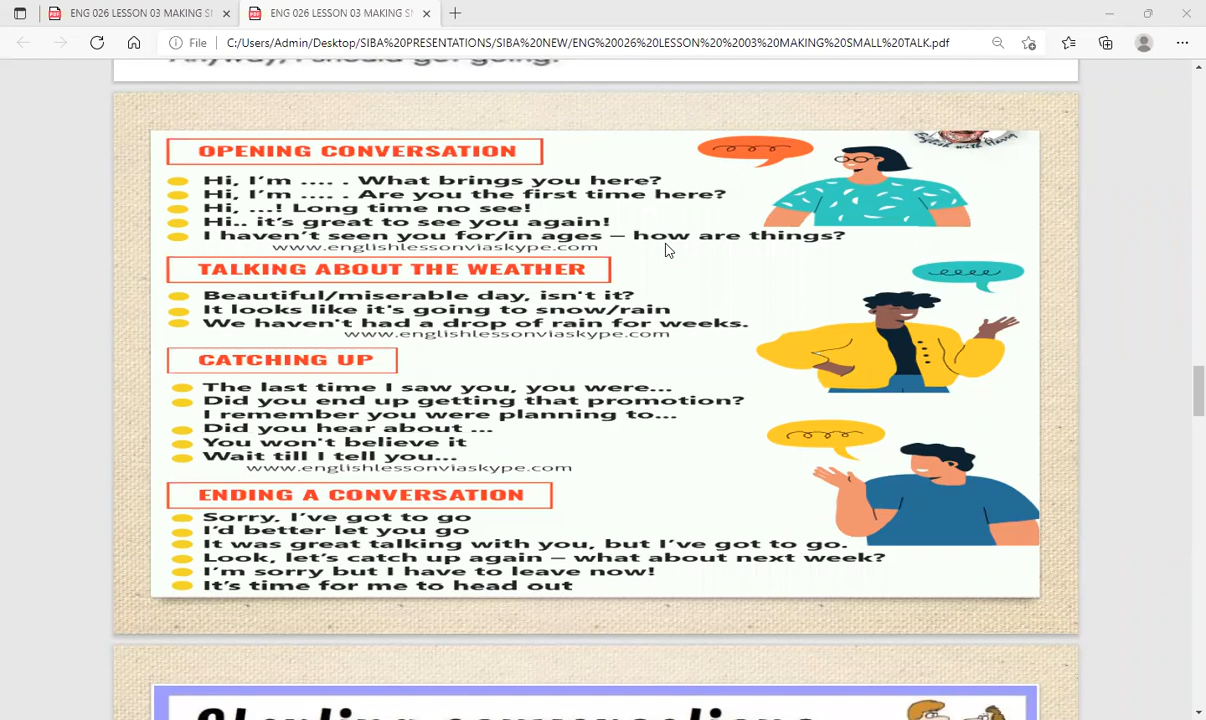 ENG 026 LESSON 03 MAKING S
ENG 026 LESSON 03 MAKING S
File
C:/Users/Admin/Desktop/SIBA%20PRESENTATIONS/SIBA%20NEW/ENG%20026%20LESSON%20%2003%20MAKING%20SMALL%20TALK.pdf
Anyway, I should get going.
OPENING CONVERSATION
Hi, I'm .... . What brings you here?
Hi, I'm .... . Are you the first time here?
Hi, ...! Long time no see!
Hi.. it's great to see you again!
I haven't seen you for/in ages – how are things?
www.englishlessonviaskype.com
TALKING ABOUT THE WEATHER
Beautiful/miserable day, isn't it?
It looks like it's going to snow/rain
We haven't had a drop of rain for weeks.
www.englishlessonviaskype.com
CATCHING UP
The last time I saw you, you were...
Did you end up getting that promotion?
I remember you were planning to...
Did you hear about ...
You won't believe it
Wait till I tell you...
www.englishlessonviaskype.com
ENDING A CONVERSATION
Sorry, I've got to go
I'd better let you go
It was great talking with you, but I've got to go.
Look, let's catch up again – what about next week?
I'm sorry but I have to leave now!
It's time for me to head out
Starting conversations